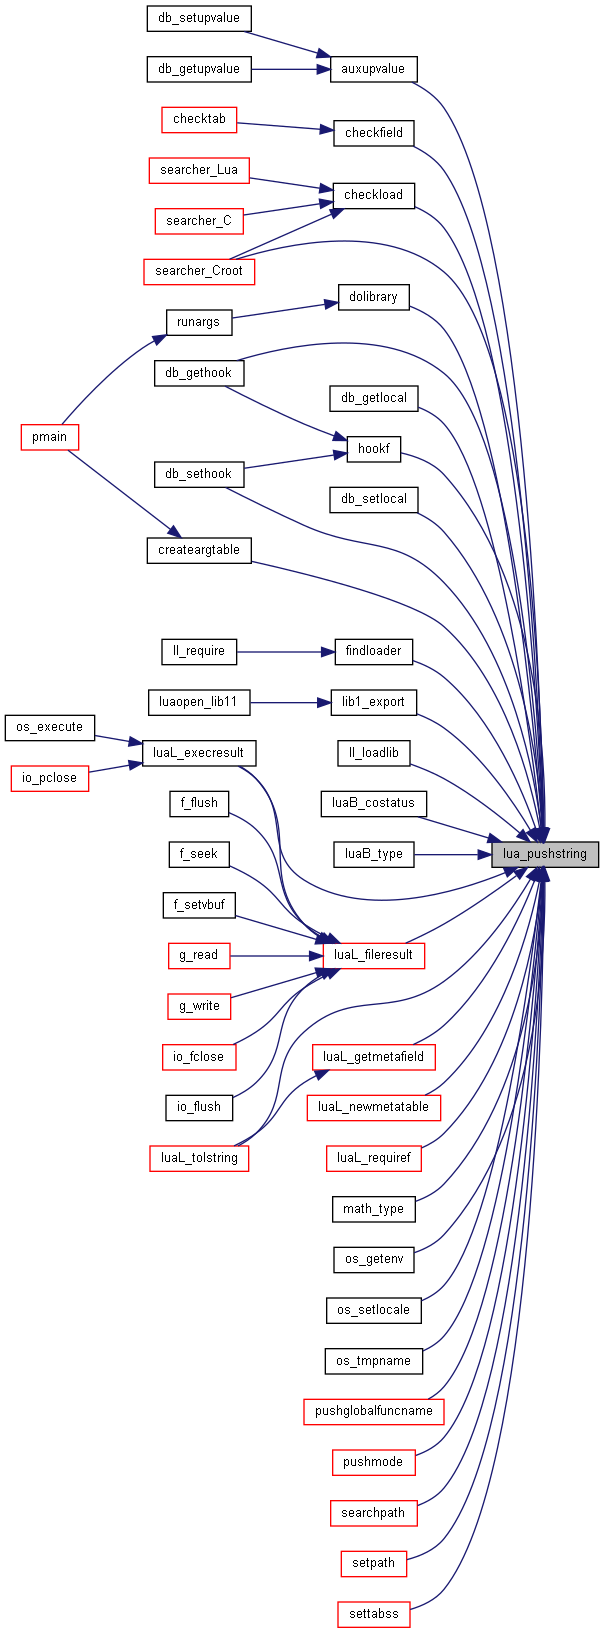 db_setupvalue
db_getupvalue
auxupvalue
checktab
checkfield
searcher_Lua
checkload
searcher_C
searcher_Croot
dolibrary
runargs
db_gethook
db_getlocal
pmain
hookf
db_sethook
db_setlocal
createargtable
ll_require
findloader
luaopen_lib11
lib1_export
os_execute
luaL_execresult
ll_loadlib
io_pclose
f_flush
luaB_costatus
f_seek
luaB_type
lua_pushstring
f_setvbuf
g_read
luaL_fileresult
g_write
io_fclose
luaL_getmetafield
io_flush
luaL_newmetatable
luaL_tolstring
luaL_requiref
math_type
os_getenv
os_setlocale
os_tmpname
pushglobalfuncname
pushmode
searchpath
setpath
settabss